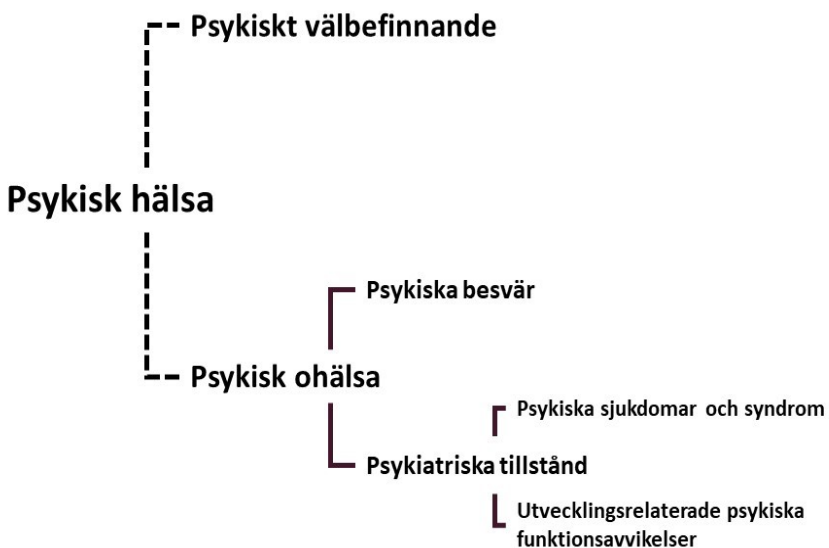 Psykiskt välbefinnande
Psykisk hälsa
Psykiska besvär
Psykisk ohälsa
Psykiska sjukdomar och syndrom
Psykiatriska tillstånd
Utvecklingsrelaterade psykiska
funktionsavvikelser